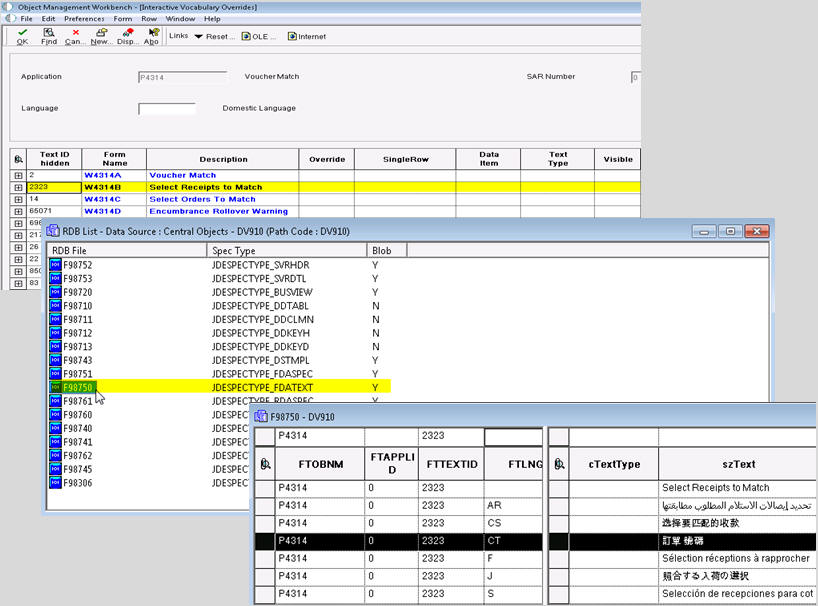 Object Management Workbench - [Interactive Vocabulary Overrides]
File Edit Preferences Form Row Window Help
OK Find Can... New... Disp... Abo Links Reset ... OLE ... Internet
Application P4314 Voucher Match SAR Number 0
Language Domestic Language
Text ID hidden Form Name Description Override SingleRow Data Item Text Type Visible
2 W4314A Voucher Match
2323 W4314B Select Receipts to Match
14 W4314C Select Orders To Match
65071 W4314D Encumbrance Rollover Warning
696
217
26
22
850
83
RDB List - Data Source : Central Objects - DV910 (Path Code : DV910)
RDB File Spec Type Blob
F98752 JDESPECTYPE_SVRHDR Y
F98753 JDESPECTYPE_SVRDTL Y
F98720 JDESPECTYPE_BUSVIEW Y
F98710 JDESPECTYPE_DDTABL N
F98711 JDESPECTYPE_DDCLMN N
F98712 JDESPECTYPE_DDKEYH N
F98713 JDESPECTYPE_DDKEYD N
F98743 JDESPECTYPE_DSTMPL Y
F98751 JDESPECTYPE_FDASPEC Y
F98750 JDESPECTYPE_FDATEXT Y
F98761 JDESPECTYPE_RDASPEC Y
F98760 JDESPECT
F98740 JDESPECT
F98741 JDESPECT
F98762 JDESPECT
F98745 JDESPECT
F98306 JDESPECT
F98750 - DV910
P4314 2323
FTOBNM FTAPPLID FTTEXTID FTLNG cTextType szText
P4314 0 2323 Select Receipts to Match
P4314 0 2323 AR تحديد إيصالات الاستلام المطلوب مطابقتها
P4314 0 2323 CS 选择要匹配的收款
P4314 0 2323 CT 訂單 號碼
P4314 0 2323 F Sélection réceptions à rapprocher
P4314 0 2323 J 照合する入荷の選択
P4314 0 2323 S Selección de recepciones para cot